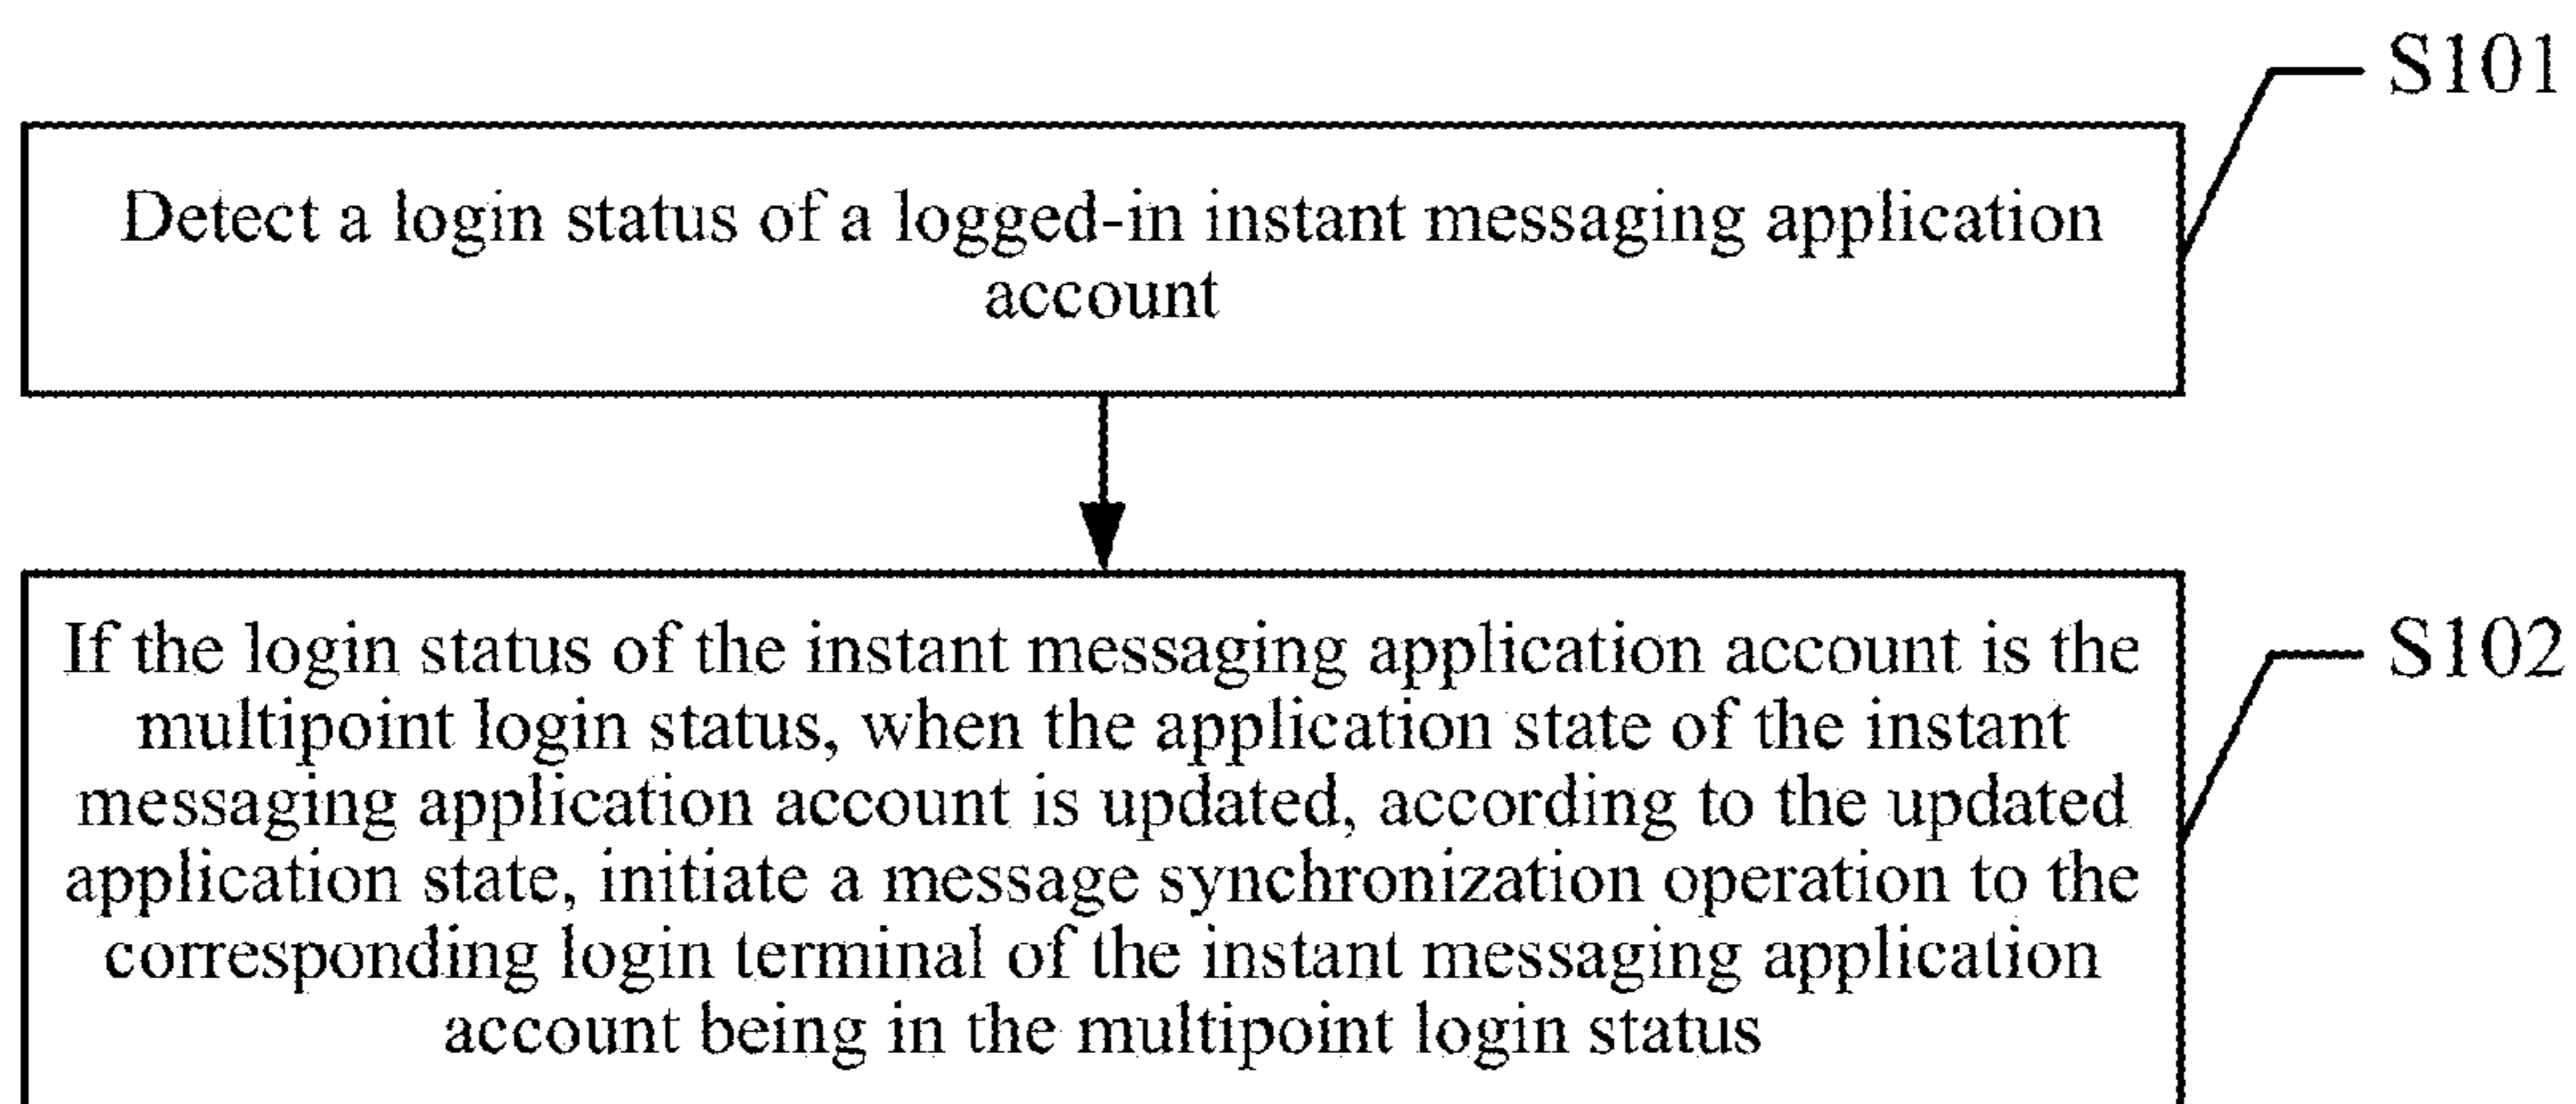 S101
Detect a login status of a logged-in instant messaging application
account
If the login status of the instant messaging application account is the
multipoint login status, when the application state of the instant
messaging application account is updated, according to the updated
application state, initiate a message synchronization operation to the
corresponding login terminal of the instant messaging application
account being in the multipoint login status
S102